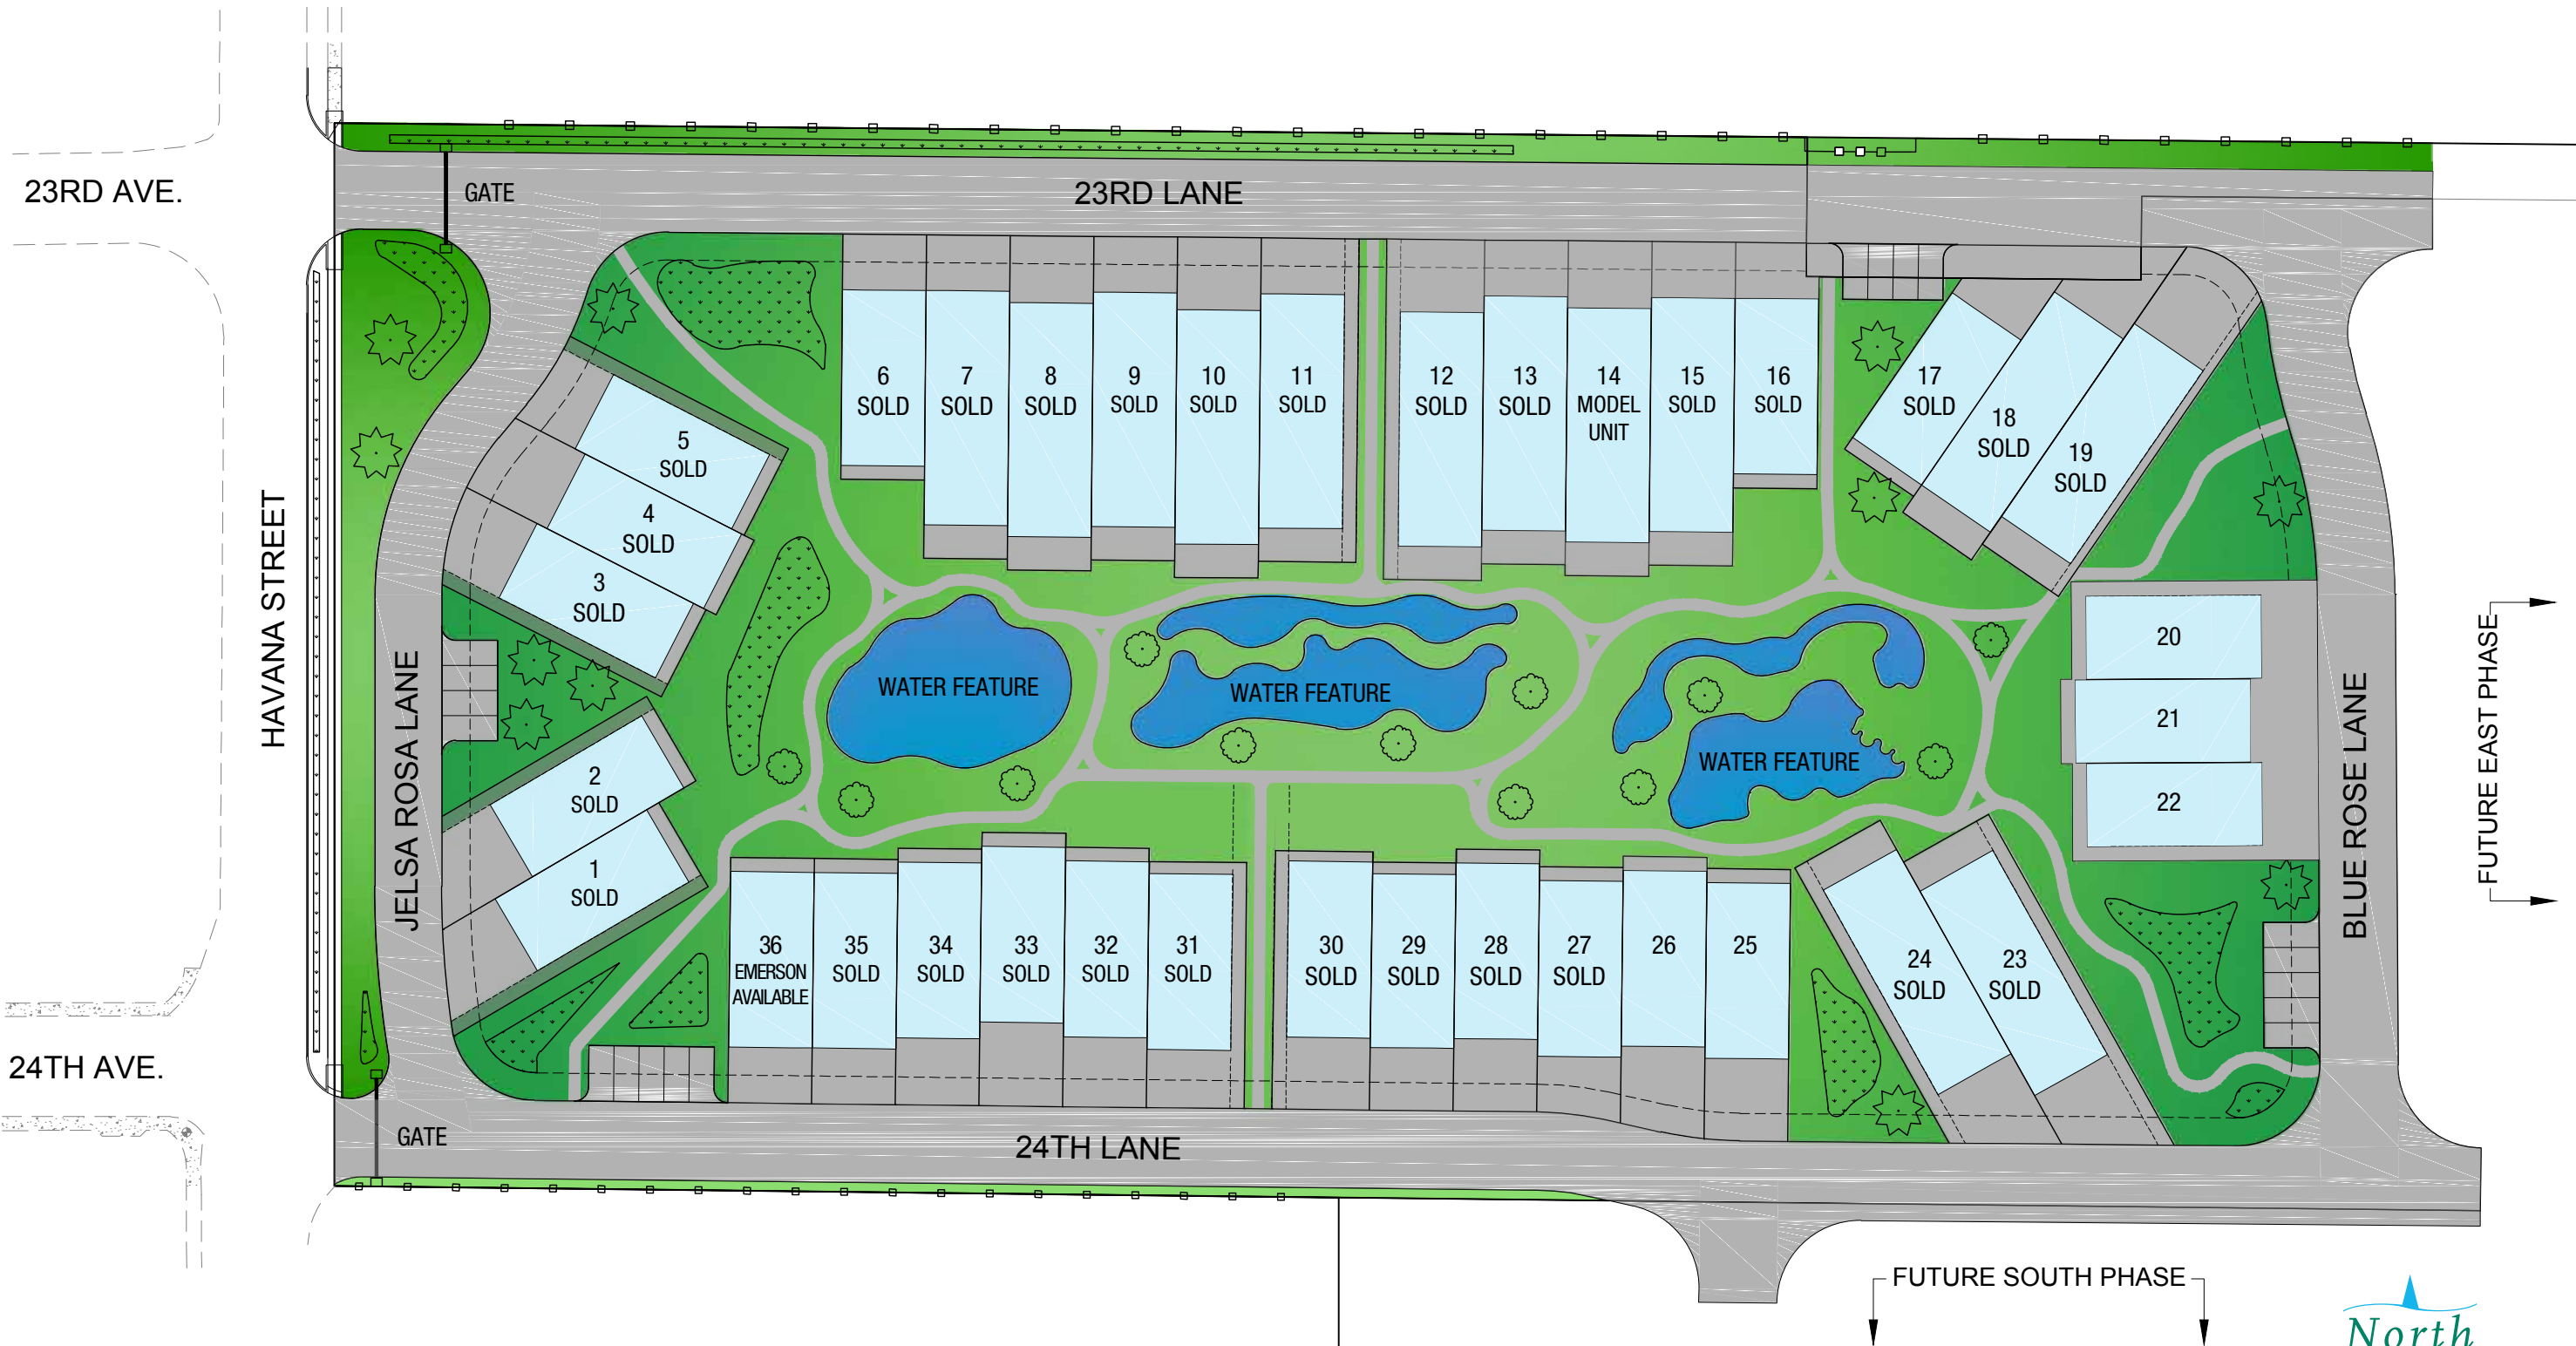 23RD AVE.
GATE
23RD LANE
6
SOLD
7
SOLD
8
SOLD
9
SOLD
10
SOLD
11
SOLD
12
SOLD
13
SOLD
14
MODEL
UNIT
15
SOLD
16
SOLD
17
SOLD
18
SOLD
19
SOLD
5
SOLD
4
SOLD
3
SOLD
HAVANA STREET
JELSA ROSA LANE
WATER FEATURE
WATER FEATURE
WATER FEATURE
20
21
22
BLUE ROSE LANE
FUTURE EAST PHASE
2
SOLD
1
SOLD
36
EMERSON
AVAILABLE
35
SOLD
34
SOLD
33
SOLD
32
SOLD
31
SOLD
30
SOLD
29
SOLD
28
SOLD
27
SOLD
26
25
24
SOLD
23
SOLD
24TH AVE.
GATE
24TH LANE
FUTURE SOUTH PHASE
North